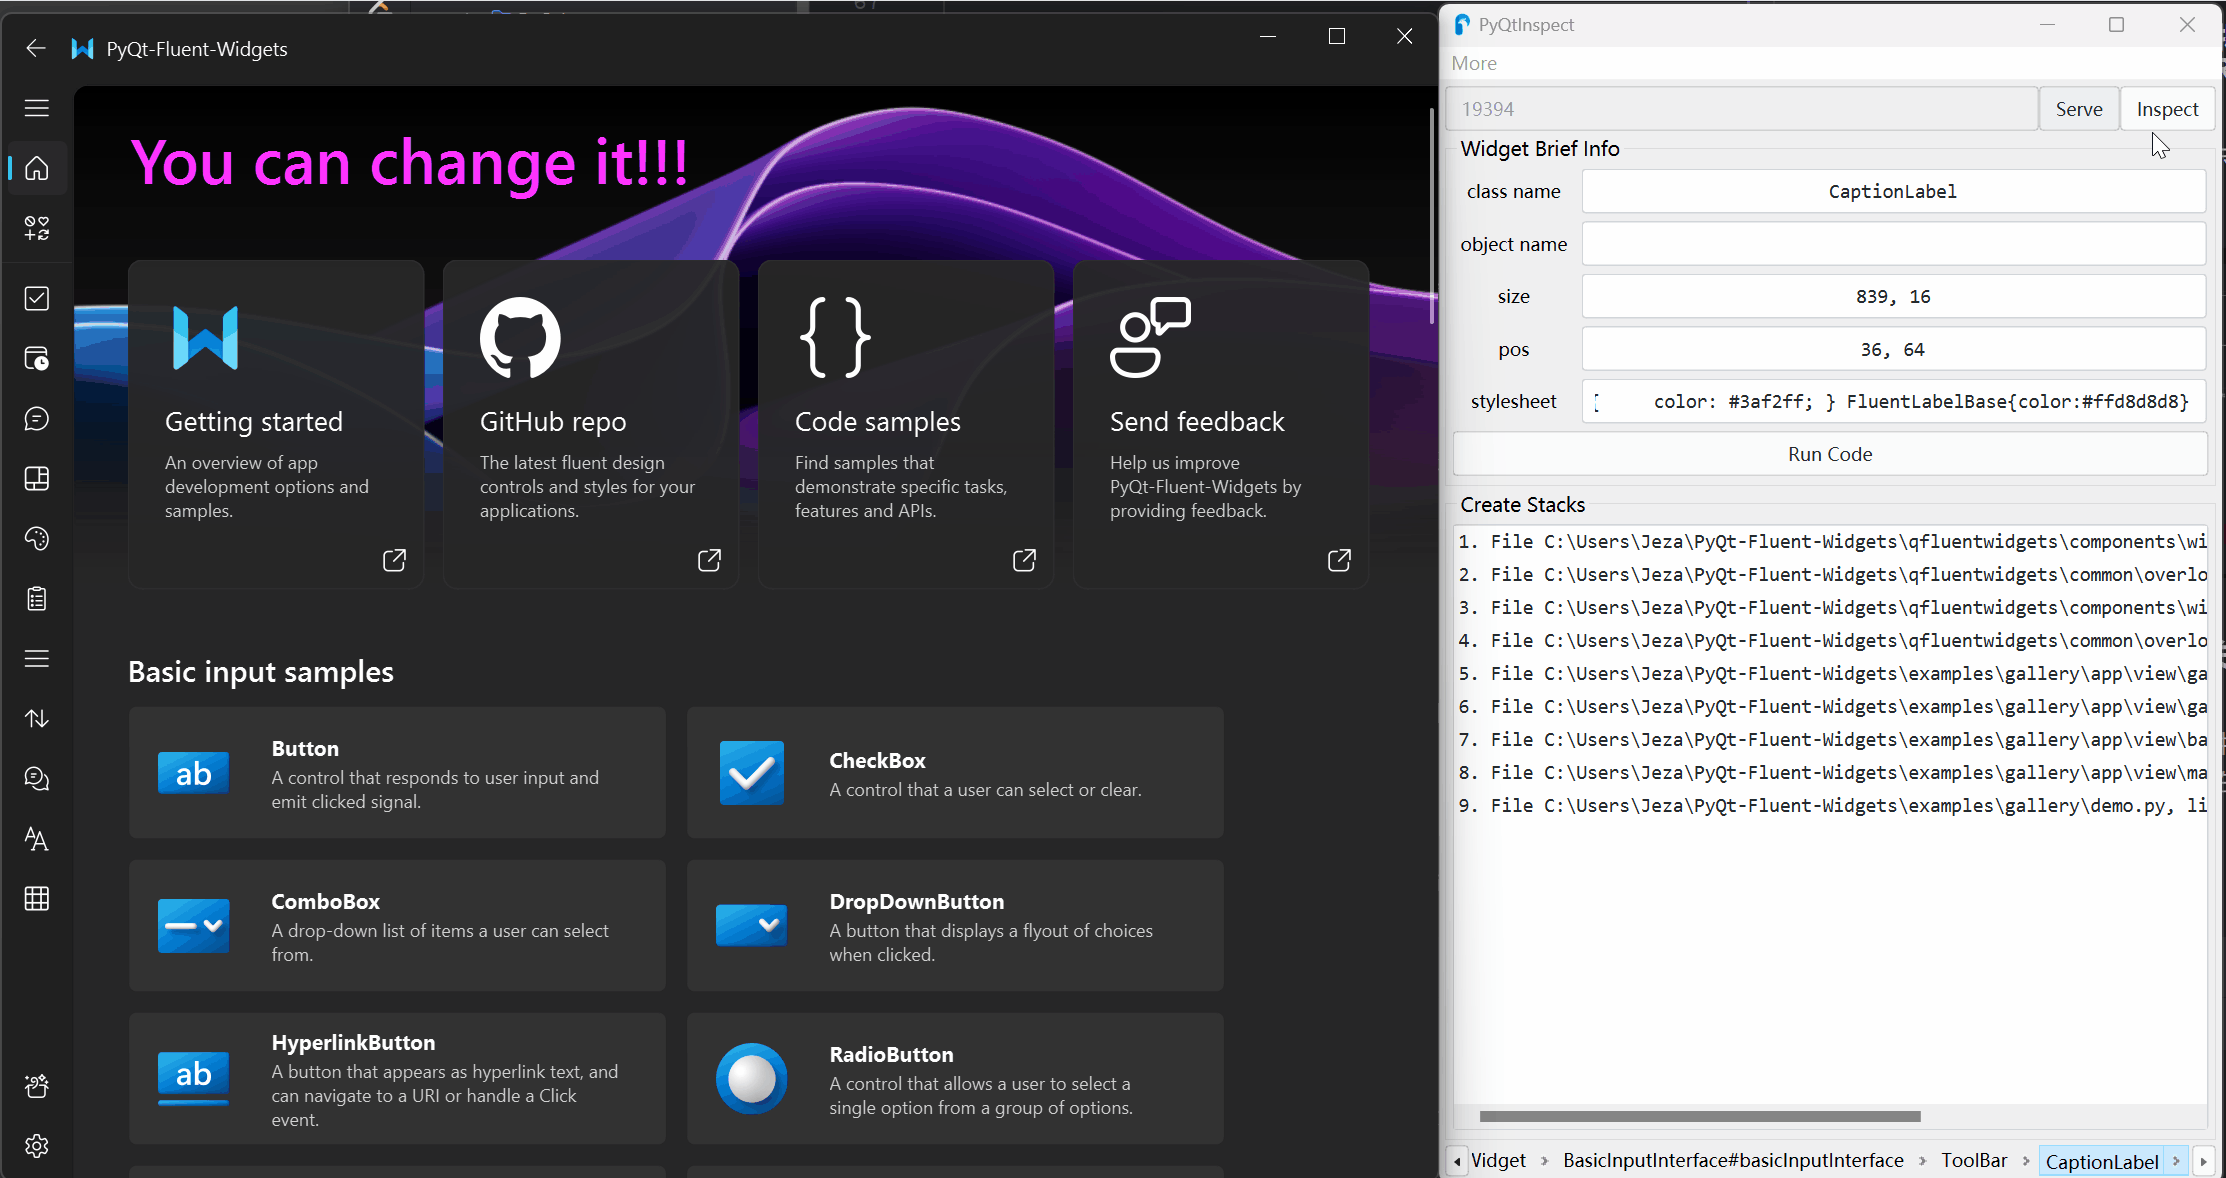 PyQt-Fluent-Widgets
You can change it!!!
Getting started
An overview of app
development options and
samples.
GitHub repo
The latest fluent design
controls and styles for your
applications.
Code samples
Find samples that
demonstrate specific tasks,
features and APIs.
Send feedback
Help us improve
PyQt-Fluent-Widgets by
providing feedback.
Basic input samples
Button
A control that responds to user input and
emit clicked signal.
CheckBox
A control that a user can select or clear.
ComboBox
A drop-down list of items a user can select
from.
DropDownButton
A button that displays a flyout of choices
when clicked.
HyperlinkButton
A button that appears as hyperlink text, and
can navigate to a URI or handle a Click
event.
RadioButton
A control that allows a user to select a
single option from a group of options.
PyQtInspect
More
19394 Serve Inspect
Widget Brief Info
class name CaptionLabel
object name
size 839, 16
pos 36, 64
stylesheet { color: #3af2ff; } FluentLabelBase{color:#ffd8d8d8}
Run Code
Create Stacks
1. File C:\Users\Jeza\PyQt-Fluent-Widgets\qfluentwidgets\components\wi
2. File C:\Users\Jeza\PyQt-Fluent-Widgets\qfluentwidgets\common\overlo
3. File C:\Users\Jeza\PyQt-Fluent-Widgets\qfluentwidgets\components\wi
4. File C:\Users\Jeza\PyQt-Fluent-Widgets\qfluentwidgets\common\overlo
5. File C:\Users\Jeza\PyQt-Fluent-Widgets\examples\gallery\app\view\ga
6. File C:\Users\Jeza\PyQt-Fluent-Widgets\examples\gallery\app\view\ga
7. File C:\Users\Jeza\PyQt-Fluent-Widgets\examples\gallery\app\view\ba
8. File C:\Users\Jeza\PyQt-Fluent-Widgets\examples\gallery\app\view\ma
9. File C:\Users\Jeza\PyQt-Fluent-Widgets\examples\gallery\demo.py, li
Widget > BasicInputInterface#basicInputInterface > ToolBar > CaptionLabel >